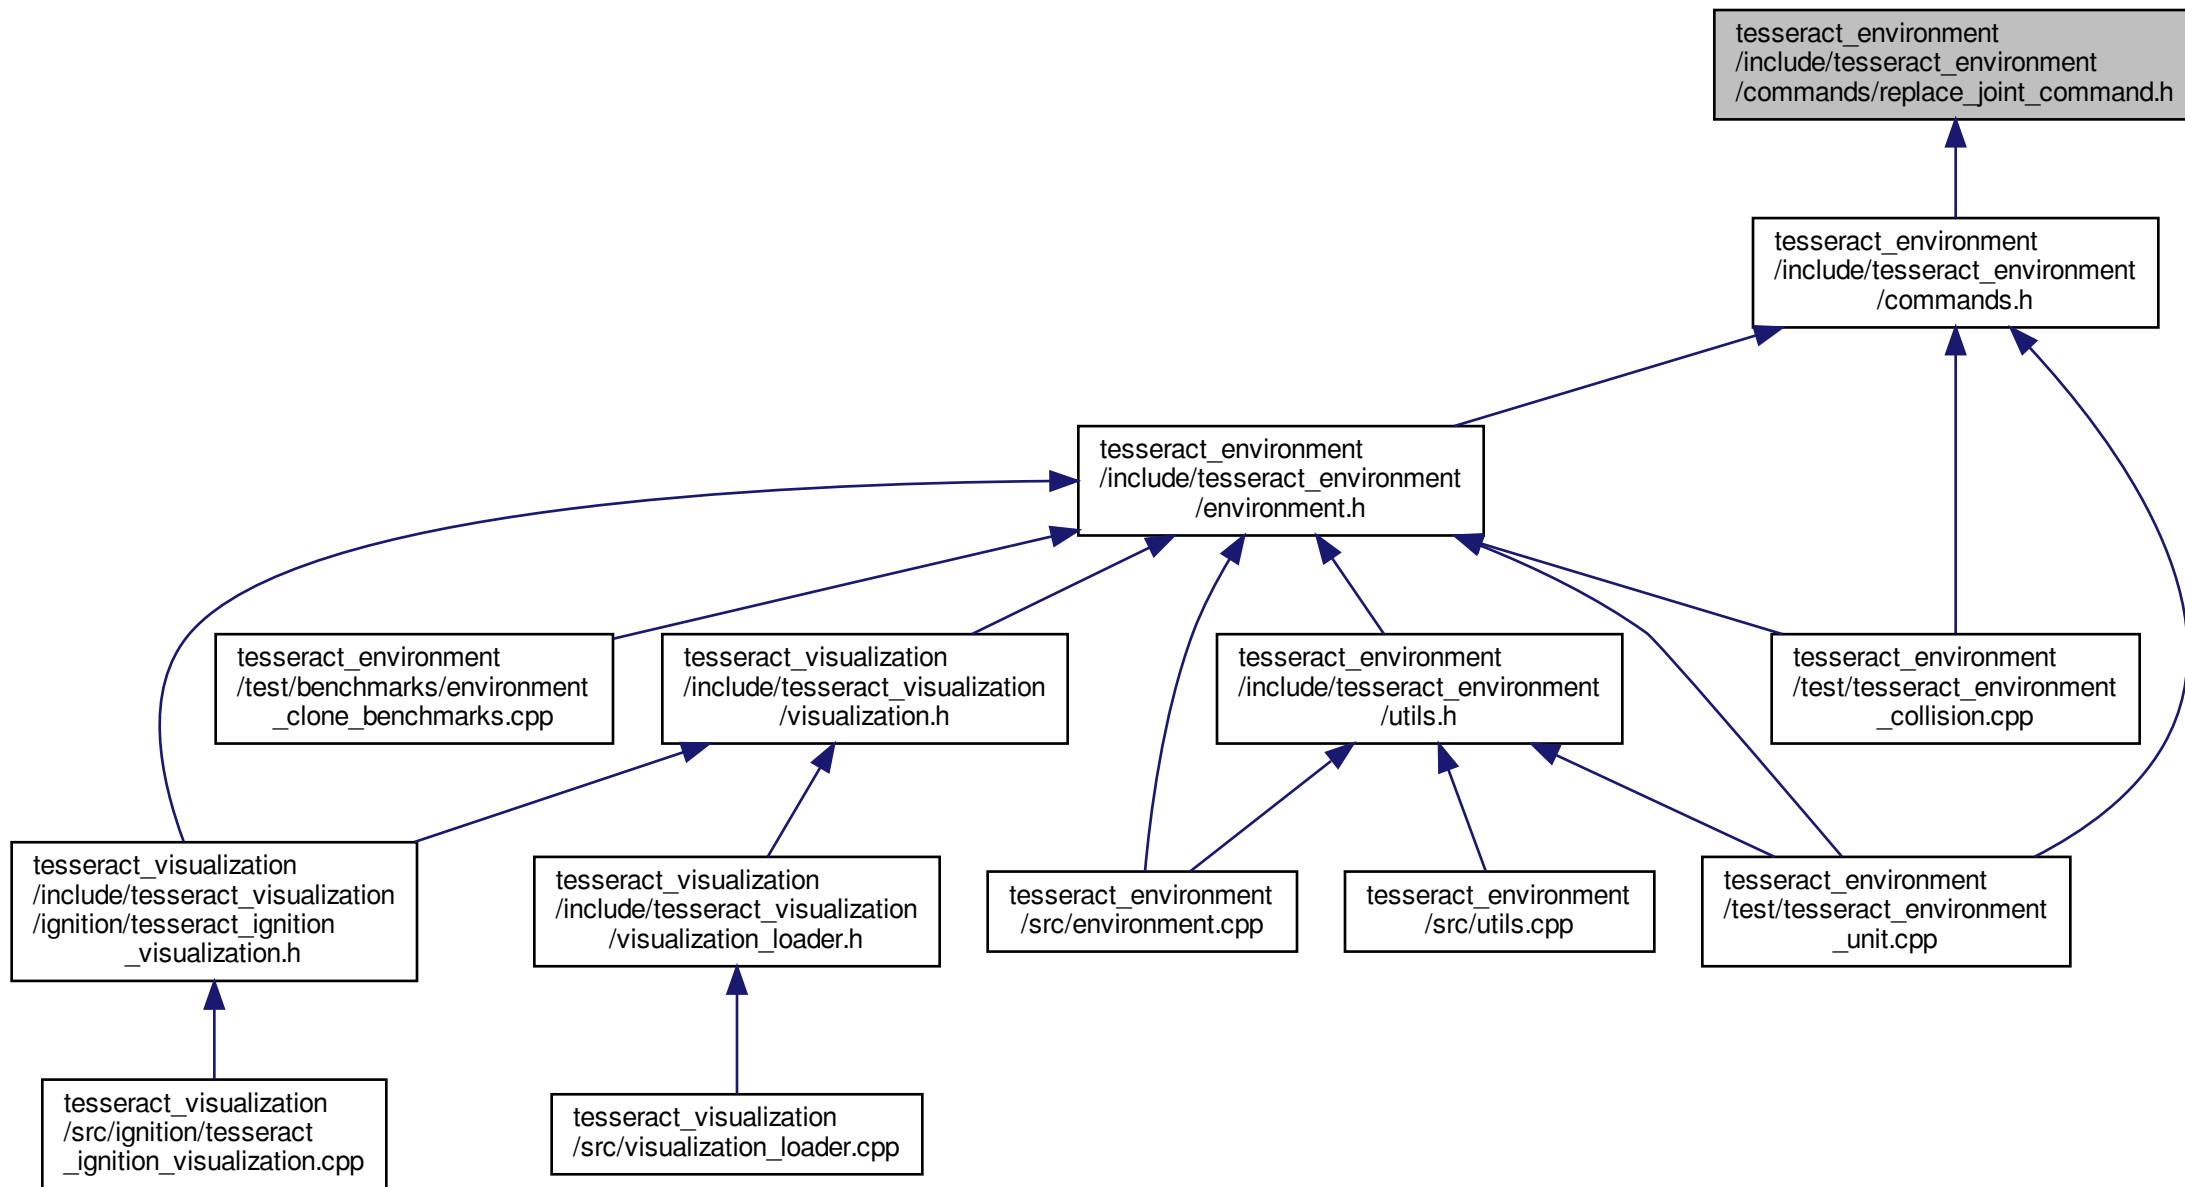 tesseract_environment
/include/tesseract_environment
/commands/replace_joint_command.h
tesseract_environment
/include/tesseract_environment
/commands.h
tesseract_environment
/include/tesseract_environment
/environment.h
tesseract_environment
/test/benchmarks/environment
_clone_benchmarks.cpp
tesseract_visualization
/include/tesseract_visualization
/visualization.h
tesseract_environment
/include/tesseract_environment
/utils.h
tesseract_environment
/test/tesseract_environment
_collision.cpp
tesseract_visualization
/include/tesseract_visualization
/ignition/tesseract_ignition
_visualization.h
tesseract_visualization
/include/tesseract_visualization
/visualization_loader.h
tesseract_environment
/src/environment.cpp
tesseract_environment
/src/utils.cpp
tesseract_environment
/test/tesseract_environment
_unit.cpp
tesseract_visualization
/src/ignition/tesseract
_ignition_visualization.cpp
tesseract_visualization
/src/visualization_loader.cpp